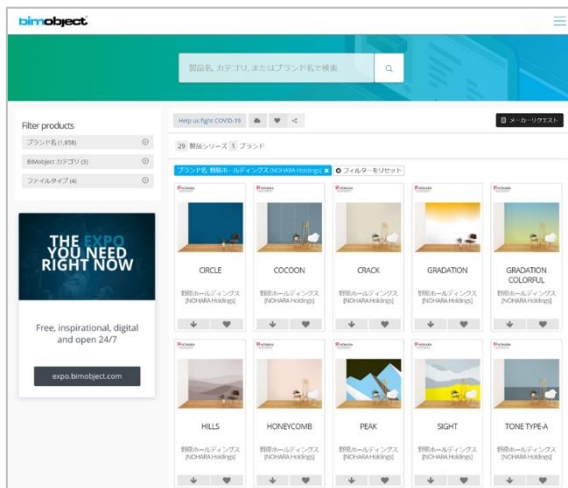 bimobject
製品名, カテゴリ, またはブランド名で検索
Filter products
ブランド名 (1,898)
BIMobject カテゴリ (3)
ファイルタイプ (4)
THE EXPO
YOU NEED
RIGHT NOW
Free, inspirational, digital
and open 24/7
expo.bimobject.com
Help us fight COVID-19
メーカーリクエスト
29 製品シリーズ 1 ブランド
ブランド名: 野原ホールディングス [NOHARA Holdings] ×
フィルターをリセット
CIRCLE
野原ホールディングス
[NOHARA Holdings]
COCOON
野原ホールディングス
[NOHARA Holdings]
CRACK
野原ホールディングス
[NOHARA Holdings]
GRADATION
野原ホールディングス
[NOHARA Holdings]
GRADATION
COLORFUL
野原ホールディングス
[NOHARA Holdings]
HILLS
野原ホールディングス
[NOHARA Holdings]
HONEYCOMB
野原ホールディングス
[NOHARA Holdings]
PEAK
野原ホールディングス
[NOHARA Holdings]
SIGHT
野原ホールディングス
[NOHARA Holdings]
TONE TYPE-A
野原ホールディングス
[NOHARA Holdings]